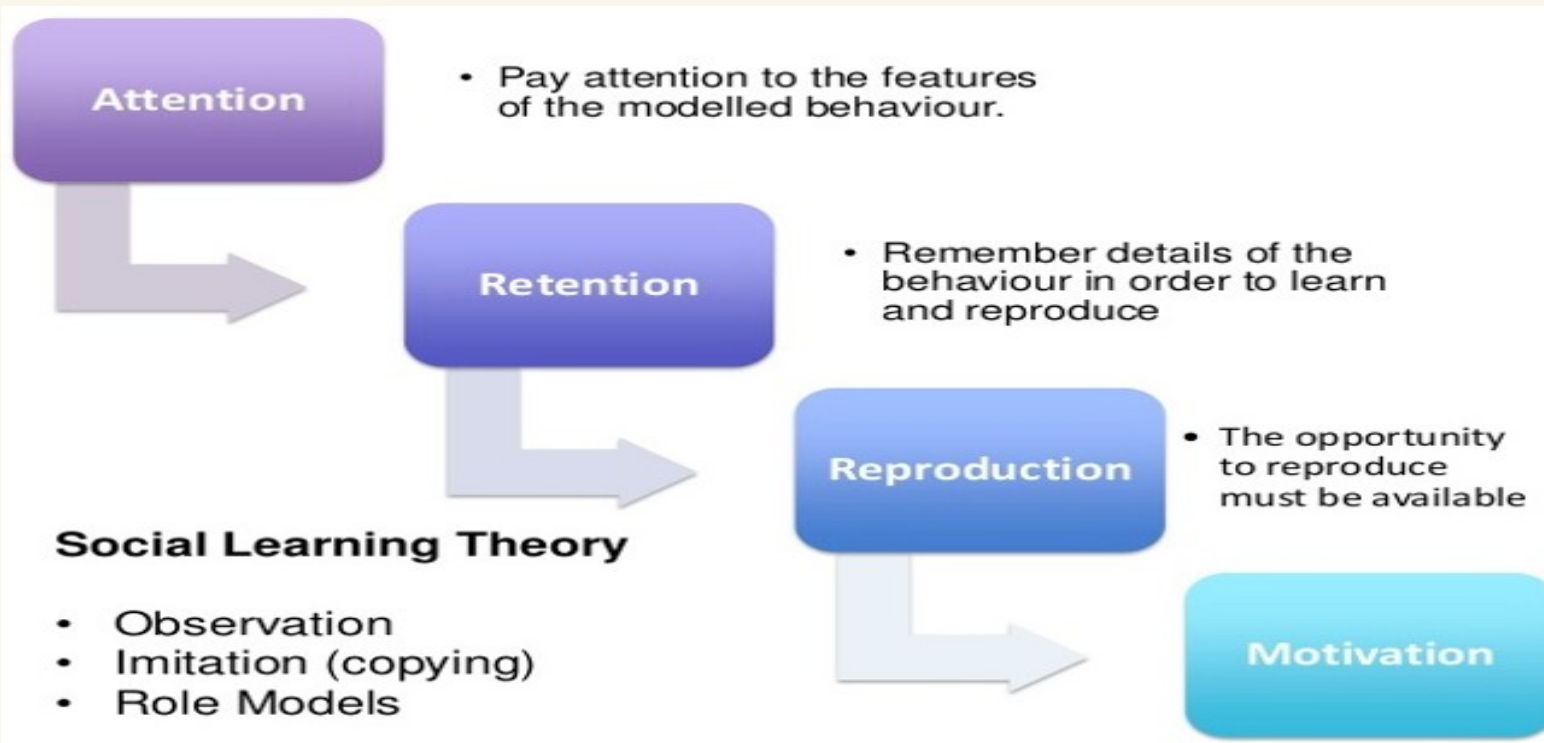 Attention
• Pay attention to the features
of the modelled behaviour.
Retention
• Remember details of the
behaviour in order to learn
and reproduce
Reproduction
• The opportunity
to reproduce
must be available
Motivation
Social Learning Theory
• Observation
• Imitation (copying)
• Role Models